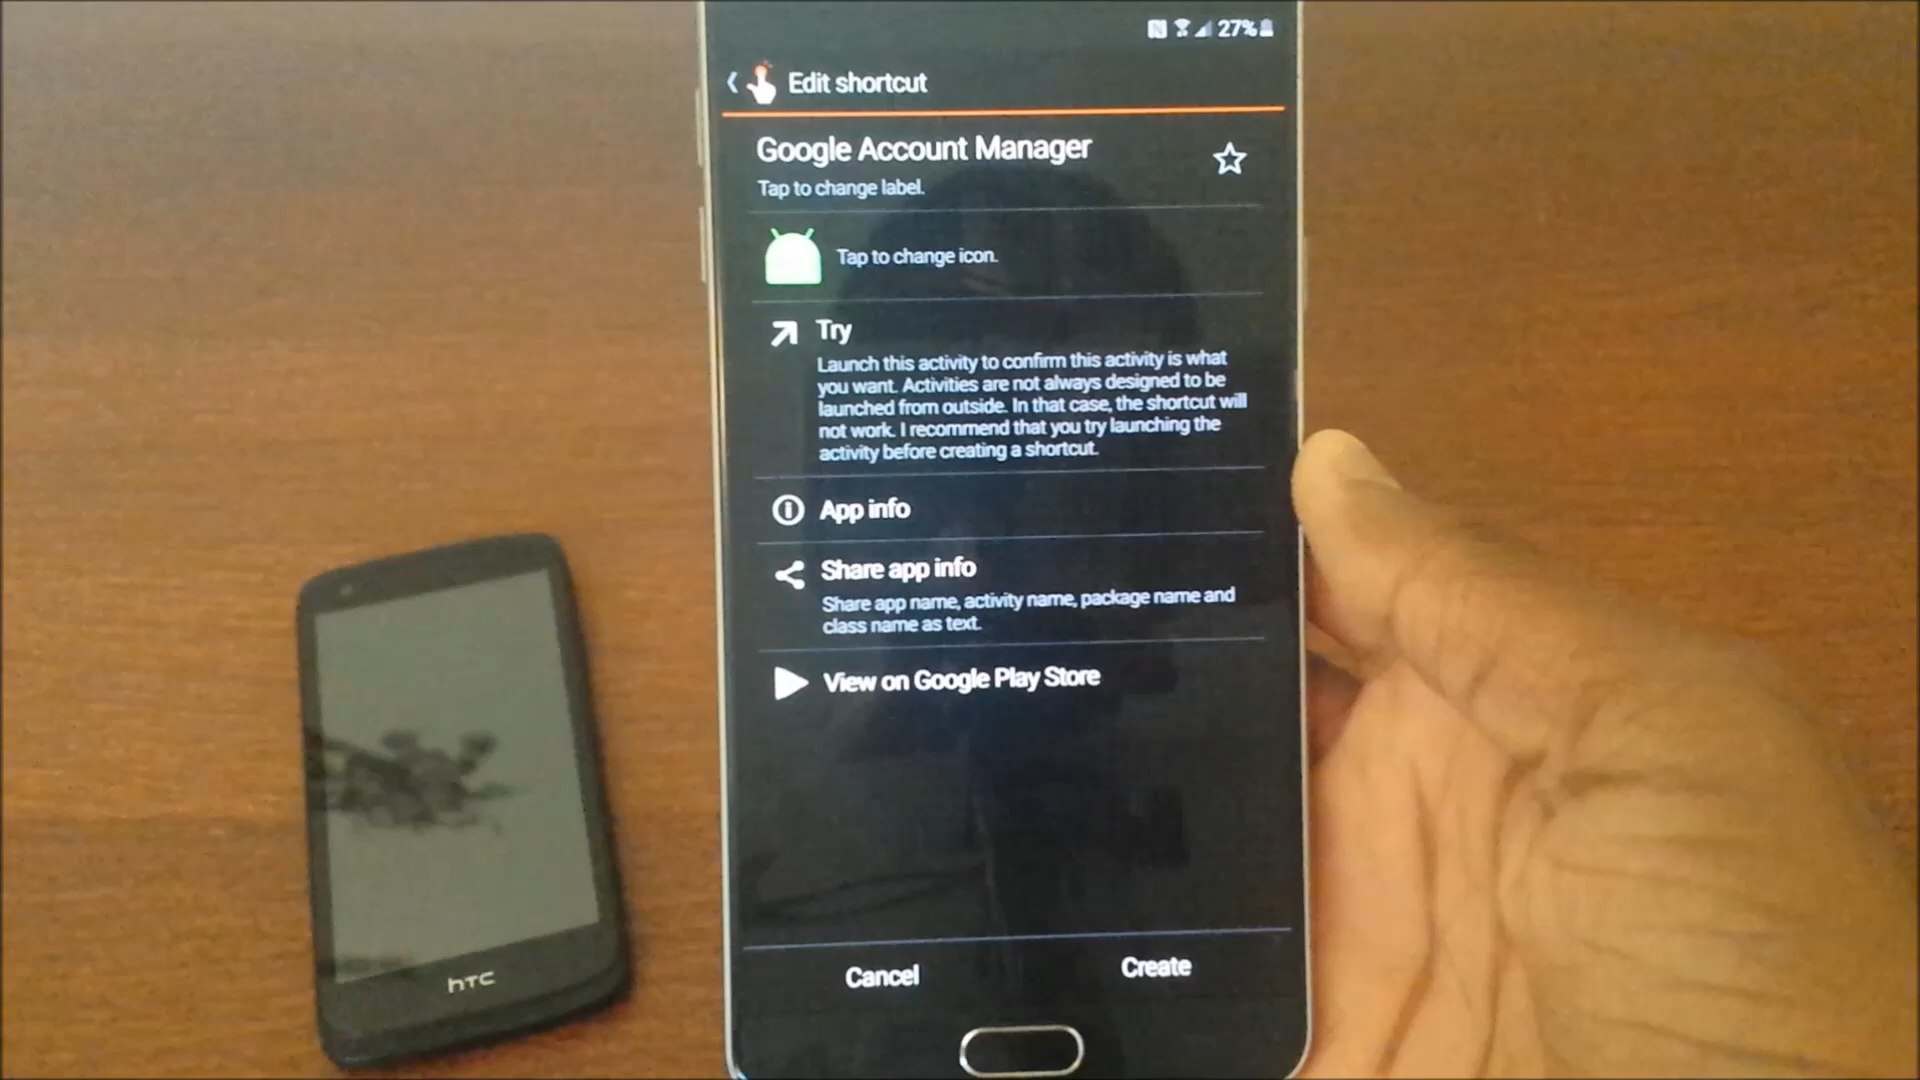 27%
Edit shortcut
Google Account Manager
Tap to change label.
Tap to change icon.
Try
Launch this activity to confirm this activity is what
you want. Activities are not always designed to be
launched from outside. In that case, the shortcut will
not work. I recommend that you try launching the
activity before creating a shortcut.
App info
Share app info
Share app name, activity name, package name and
class name as text.
View on Google Play Store
Cancel
Create
hTC